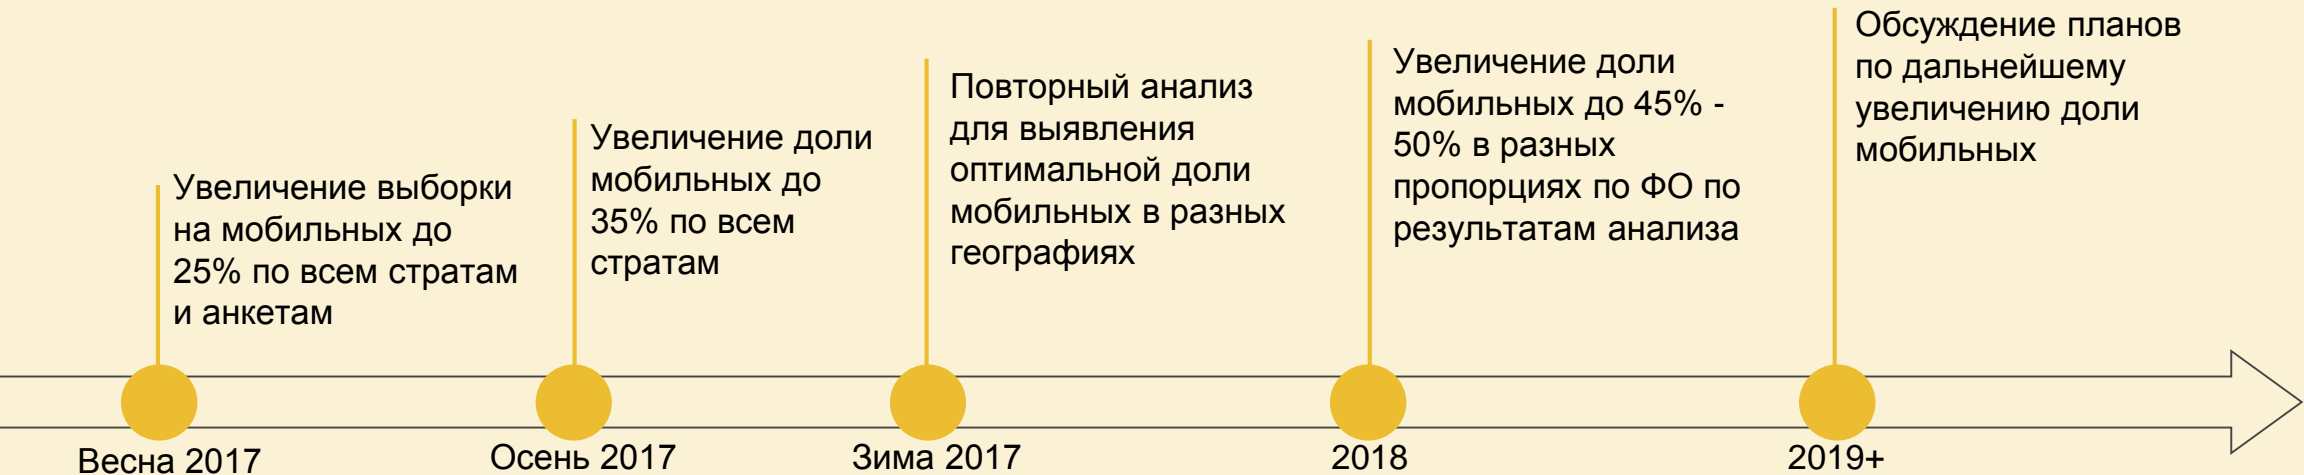 Увеличение выборки
на мобильных до
25% по всем стратам
и анкетам
Весна 2017
Увеличение доли
мобильных до
35% по всем
стратам
Осень 2017
Повторный анализ
для выявления
оптимальной доли
мобильных в разных
географиях
Зима 2017
Увеличение доли
мобильных до 45% -
50% в разных
пропорциях по ФО по
результатам анализа
2018
Обсуждение планов
по дальнейшему
увеличению доли
мобильных
2019+